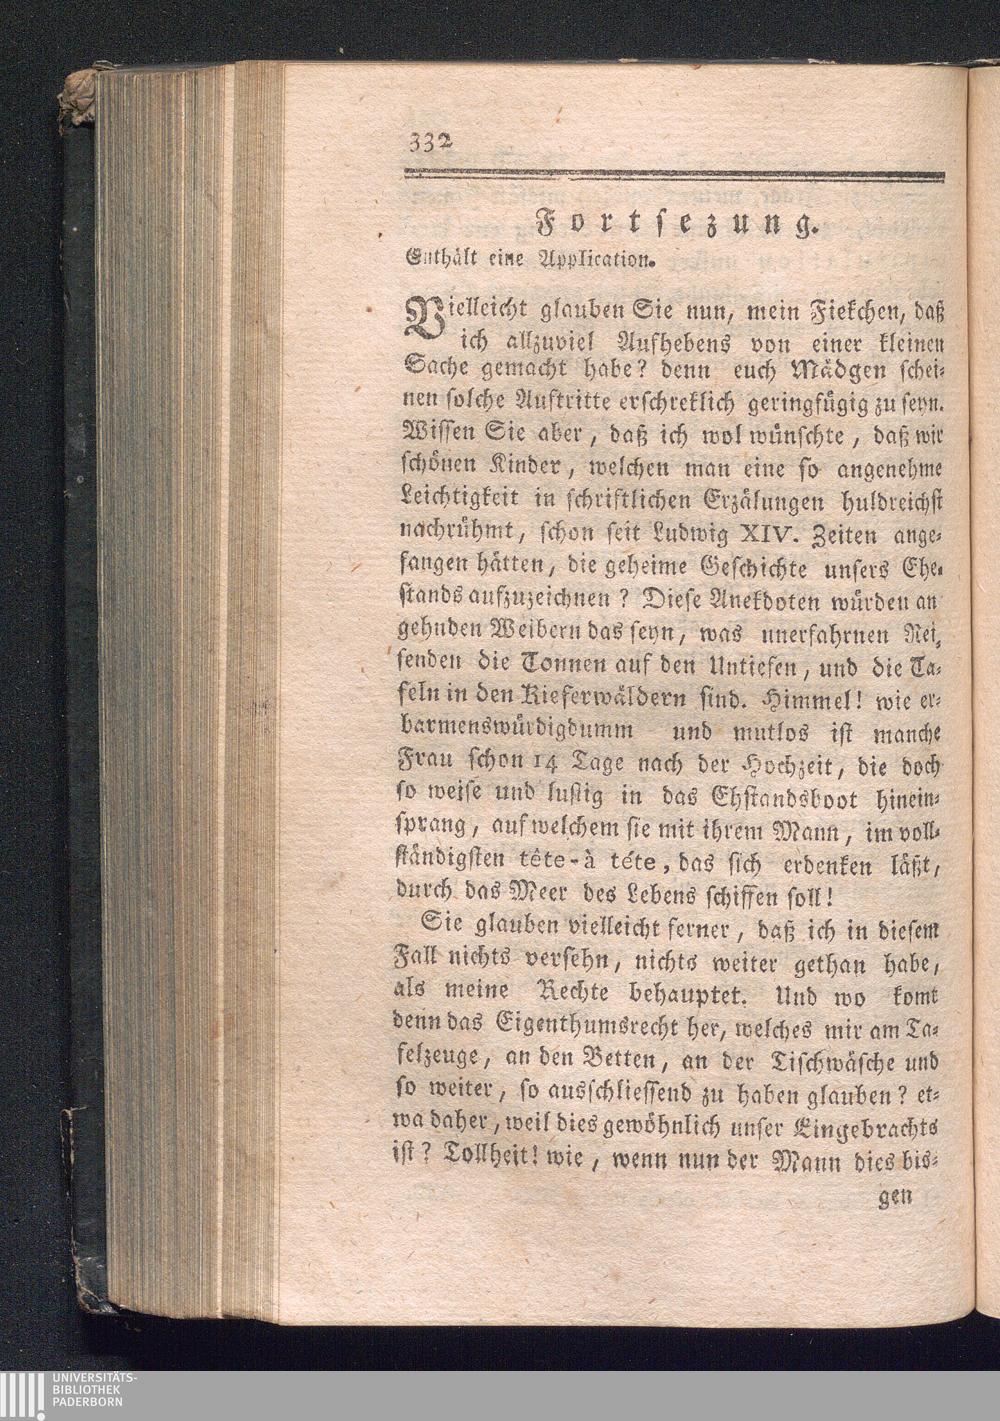 332
Fortsezung.
Enthält eine Application.
Vielleicht glauben Sie nun, mein Fiekchen, daß
ich allzuviel Aufhebens von einer kleinen
Sache gemacht habe? denn euch Mädgen schei-
nen solche Auftritte erschreklich geringfügig zu seyn.
Wissen Sie aber, daß ich wol wünschte, daß wir
schönen Kinder, welchen man eine so angenehme
Leichtigkeit in schriftlichen Erzälungen huldreichst
nachrühmt, schon seit Ludwig XIV. Zeiten ange-
fangen hätten, die geheime Geschichte unsers Ehe-
stands aufzuzeichnen? Diese Anekdoten würden an
gehnden Weibern das seyn, was unerfahrnen Rei-
senden die Tonnen auf den Untiefen, und die Ta-
feln in den Kieferwäldern sind. Himmel! wie er-
barmenswürdigdumm und mutlos ist manche
Frau schon 14 Tage nach der Hochzeit, die doch
so weise und lustig in das Ehstandsboot hinein-
sprang, auf welchem sie mit ihrem Mann, im voll-
ständigsten tête-à téte, das sich erdenken läßt,
durch das Meer des Lebens schiffen soll!
Sie glauben vielleicht ferner, daß ich in diesem
Fall nichts versehn, nichts weiter gethan habe,
als meine Rechte behauptet. Und wo komt
denn das Eigenthumsrecht her, welches mir am Ta-
felzeuge, an den Betten, an der Tischwäsche und
so weiter, so ausschliessend zu haben glauben? et-
wa daher, weil dies gewöhnlich unser Eingebrachts
ist? Tollheit! wie, wenn nun der Mann dies bis-
gen
UNIVERSITÄTS-
BIBLIOTHEK
PADERBORN